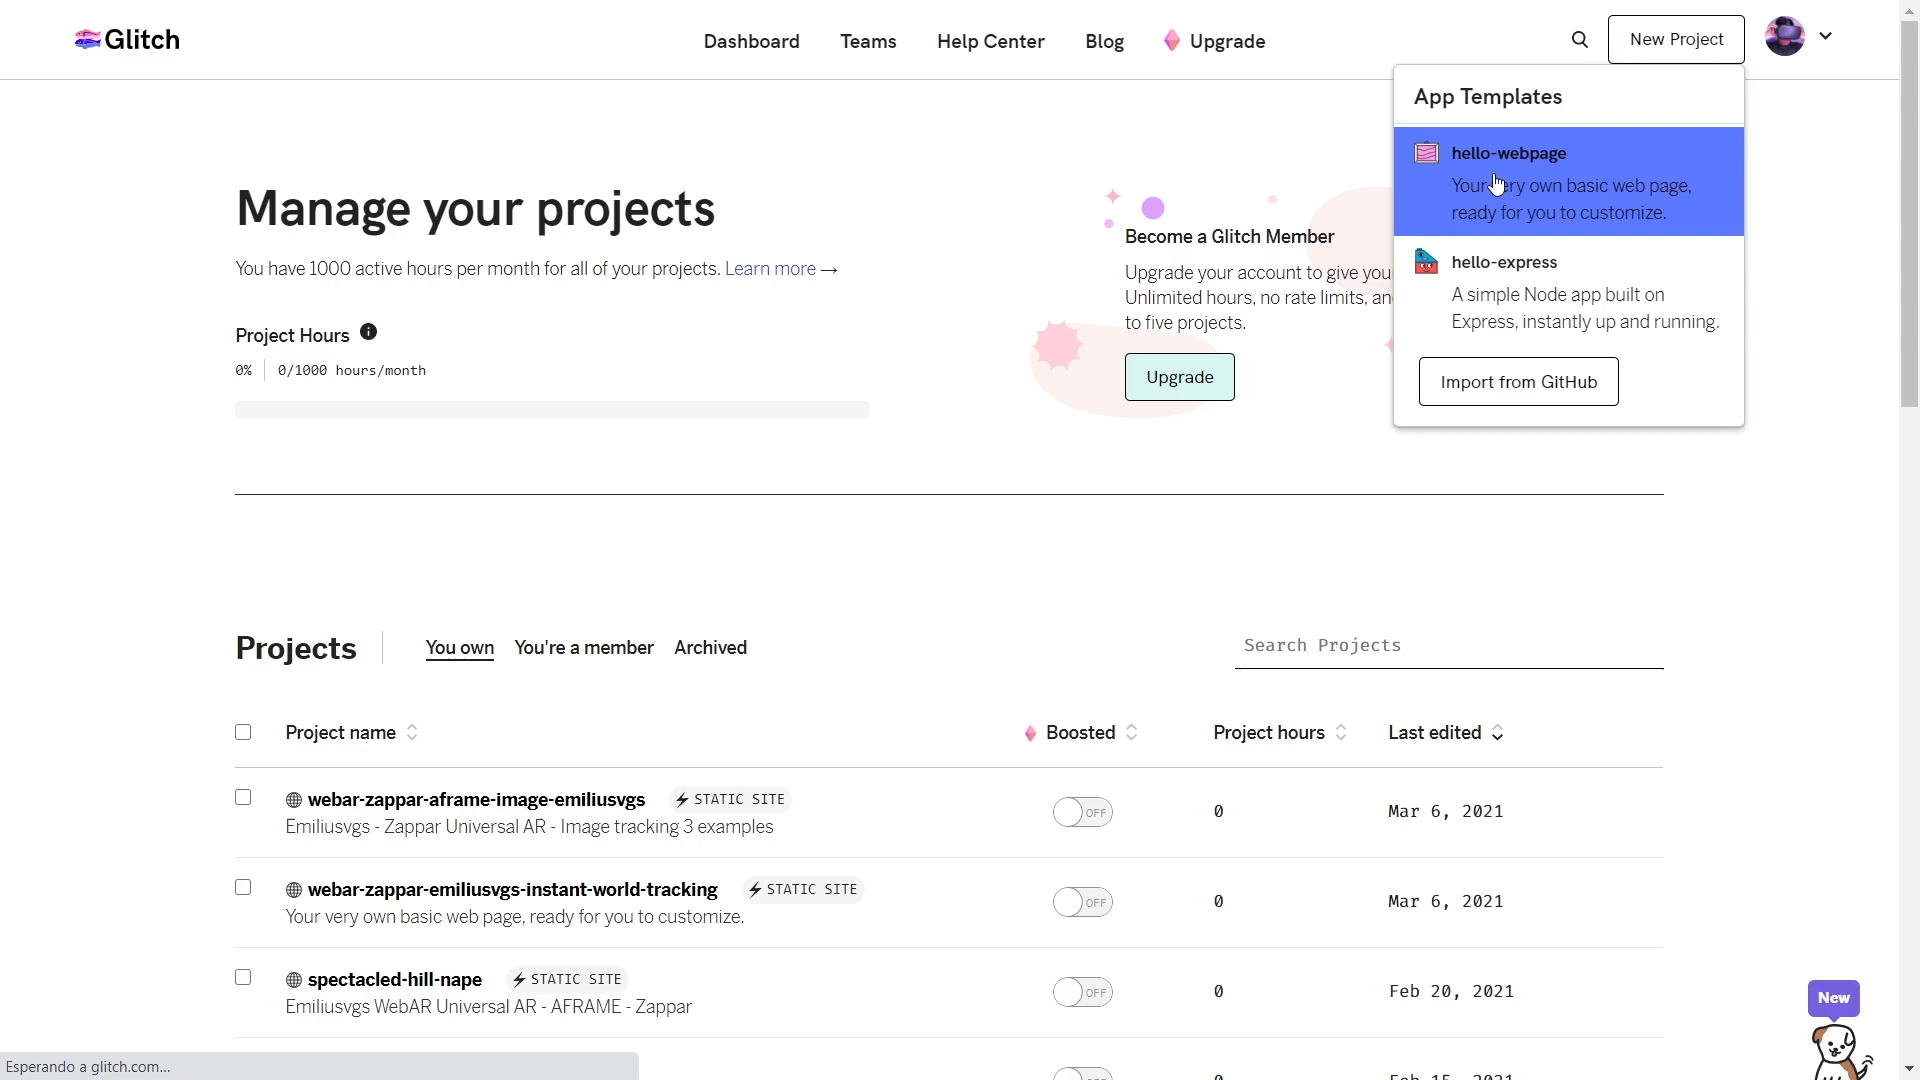 Glitch
Dashboard
Teams
Help Center
Blog
Upgrade
New Project
App Templates
hello-webpage
Your very own basic web page,
ready for you to customize.
hello-express
A simple Node app built on
Express, instantly up and running.
Import from GitHub
Manage your projects
You have 1000 active hours per month for all of your projects. Learn more →
Project Hours
0% 0/1000 hours/month
Become a Glitch Member
Upgrade your account to give you
Unlimited hours, no rate limits,
to five projects.
Upgrade
Projects
You own
You're a member
Archived
Search Projects
Project name
Boosted
Project hours
Last edited
webar-zappar-aframe-image-emiliusvgs
STATIC SITE
Emiliusvgs - Zappar Universal AR - Image tracking 3 examples
OFF
0
Mar 6, 2021
webar-zappar-emiliusvgs-instant-world-tracking
STATIC SITE
Your very own basic web page, ready for you to customize.
OFF
0
Mar 6, 2021
spectacled-hill-nape
STATIC SITE
Emiliusvgs WebAR Universal AR - AFRAME - Zappar
OFF
0
Feb 20, 2021
New
Esperando a glitch.com...